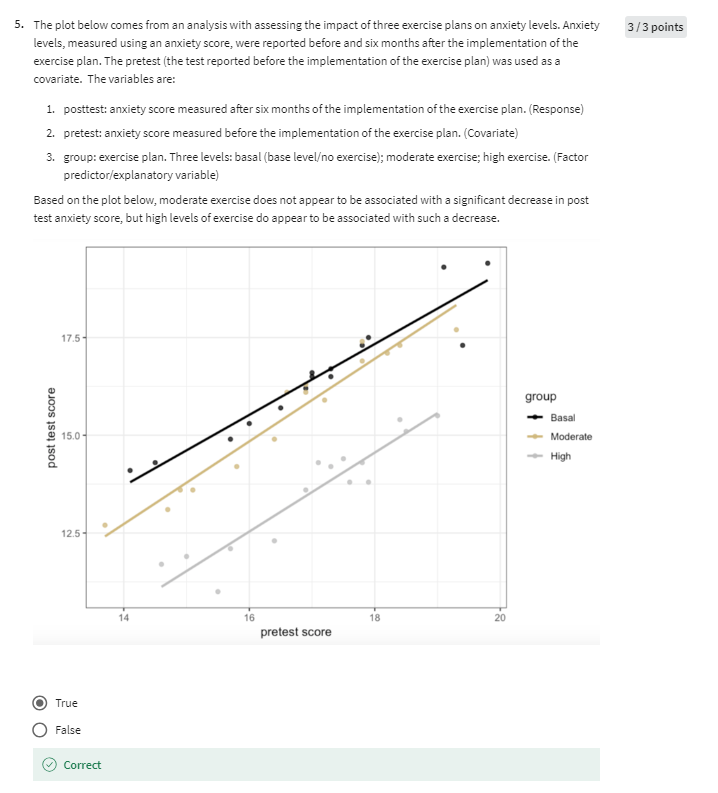 5. The plot below comes from an analysis with assessing the impact of three exercise plans on anxiety levels. Anxiety
3 / 3 points
levels, measured using an anxiety score, were reported before and six months after the implementation of the
exercise plan. The pretest (the test reported before the implementation of the exercise plan) was used as a
covariate. The variables are:
1. posttest: anxiety score measured after six months of the implementation of the exercise plan. (Response)
2. pretest: anxiety score measured before the implementation of the exercise plan. (Covariate)
3. group: exercise plan. Three levels: basal (base level/no exercise); moderate exercise; high exercise. (Factor
predictor/explanatory variable)
Based on the plot below, moderate exercise does not appear to be associated with a significant decrease in post
test anxiety score, but high levels of exercise do appear to be associated with such a decrease.
17.5
15.0
12.5
post test score
14
16
18
20
pretest score
group
Basal
Moderate
High
True
False
Correct